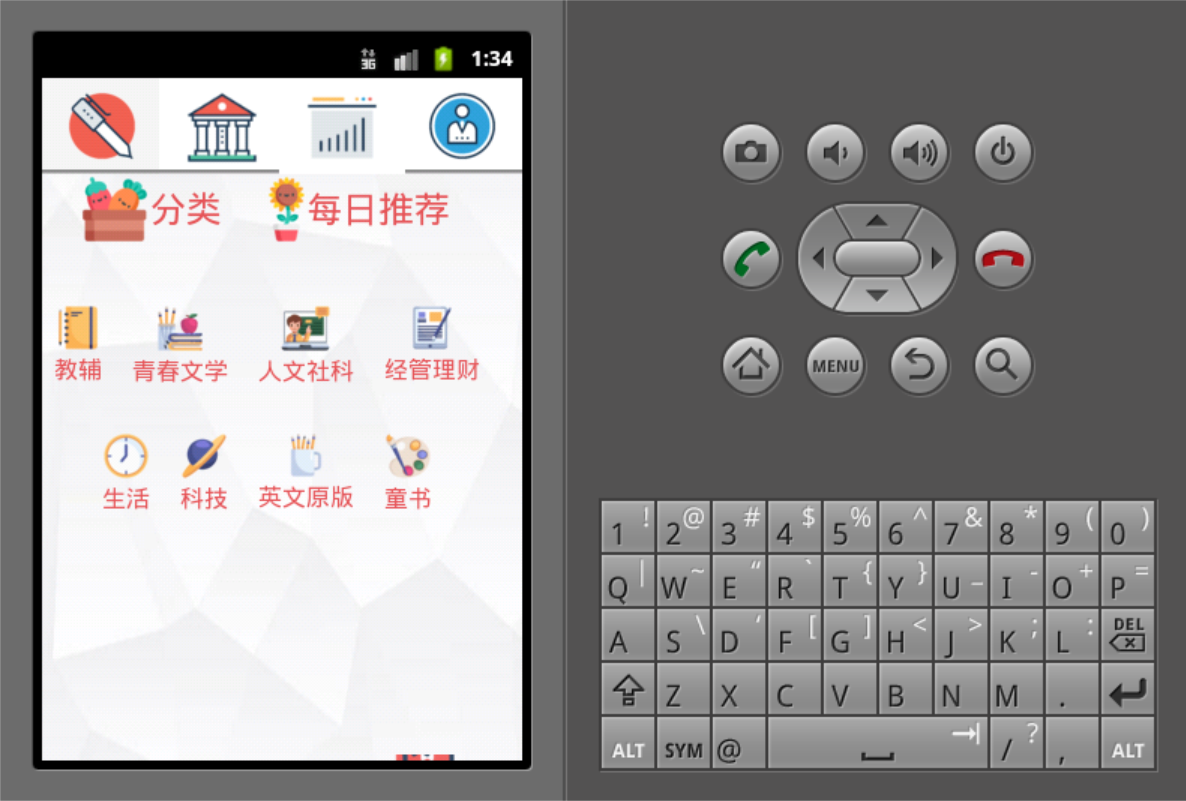 3G 1:34
分类 每日推荐
教辅 青春文学 人文社科 经管理财
生活 科技 英文原版 童书
MENU
1 ! 2 @ 3 # 4 $ 5 % 6 ^ 7 & 8 * 9 ( 0 )
Q | W ~ E “ R ` T { Y } U _ I - O + P =
A S \ D ‘ F [ G ] H < J > K ; L : DEL
Z X C V B N M .
ALT SYM @ / ? , ALT